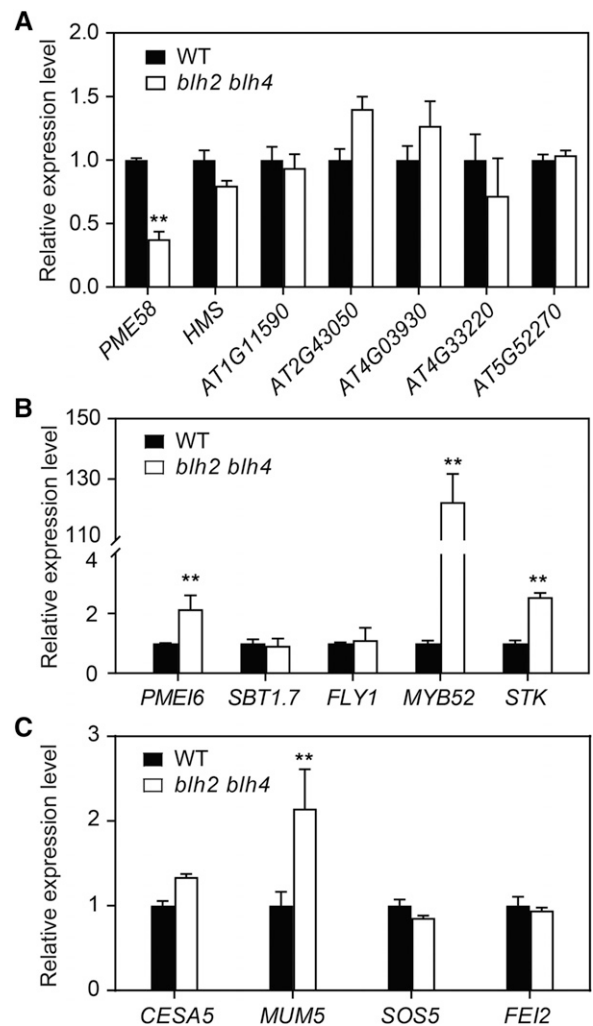 A
Relative expression level
2.0
1.5
1.0
0.5
0.0
WT
blh2 blh4
**
PME58
HMS
AT1G11590
AT2G43050
AT4G03930
AT4G33220
AT5G52270
B
Relative expression level
150
130
110
4
2
0
WT
blh2 blh4
**
**
**
PMEI6
SBT1.7
FLY1
MYB52
STK
C
Relative expression level
3
2
1
0
WT
blh2 blh4
**
CESA5
MUM5
SOS5
FEI2